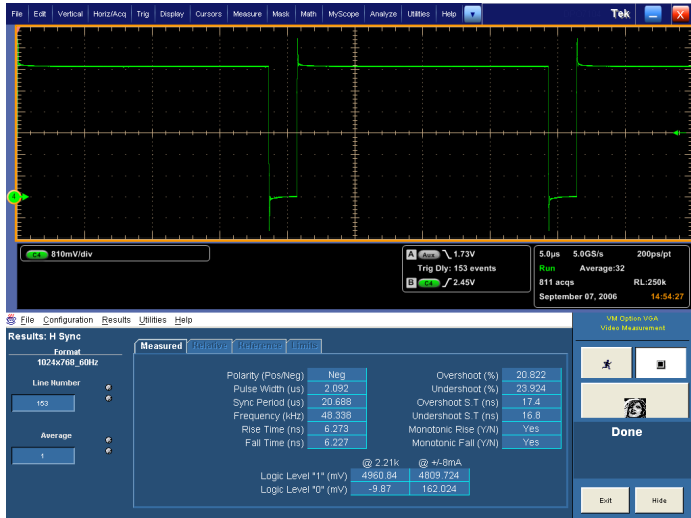 File Edit Vertical Horiz/Acq Trig Display Cursors Measure Mask Math MyScope Analyze Utilities Help Tek X
C4 810mV/div
A Aux 1.73V
Trig Dly: 153 events
B C4 2.45V
5.0µs 5.0GS/s 200ps/pt
Run Average:32
811 acqs RL:250k
September 07, 2006 14:54:27
File Configuration Results Utilities Help
VM Option VGA
Video Measurement
Results: H Sync
Format
1024x768_60Hz
Line Number
153
Average
1
Measured Relative Reference Limits
Polarity (Pos/Neg) Neg
Pulse Width (us) 2.092
Sync Period (us) 20.688
Frequency (kHz) 48.338
Rise Time (ns) 6.273
Fall Time (ns) 6.227
Overshoot (%) 20.822
Undershoot (%) 23.924
Overshoot S.T (ns) 17.4
Undershoot S.T (ns) 16.8
Monotonic Rise (Y/N) Yes
Monotonic Fall (Y/N) Yes
@ 2.21k @ +/-8mA
Logic Level "1" (mV) 4960.84 4809.724
Logic Level "0" (mV) -9.87 162.024
Done
Exit Hide